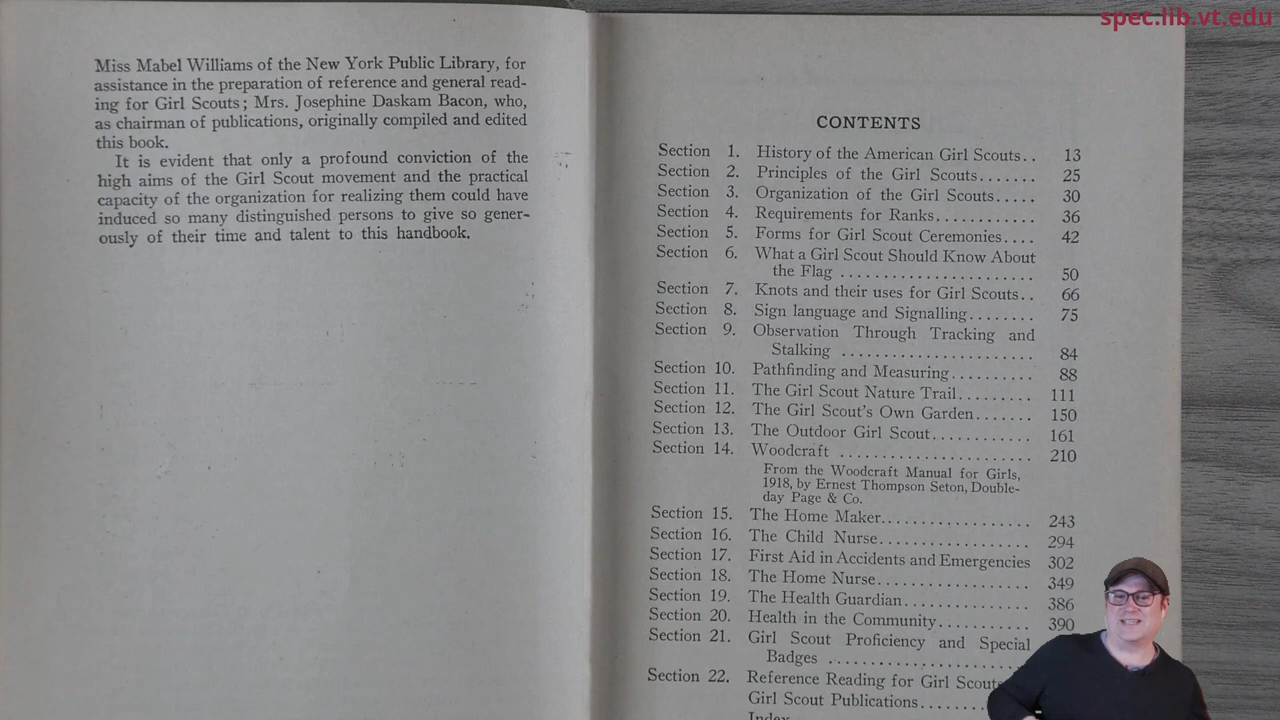 spec.lib.vt.edu
Miss Mabel Williams of the New York Public Library, for
assistance in the preparation of reference and general read-
ing for Girl Scouts; Mrs. Josephine Daskam Bacon, who,
as chairman of publications, originally compiled and edited
this book.
It is evident that only a profound conviction of the
high aims of the Girl Scout movement and the practical
capacity of the organization for realizing them could have
induced so many distinguished persons to give so gener-
ously of their time and talent to this handbook.
CONTENTS
Section 1. History of the American Girl Scouts.. 13
Section 2. Principles of the Girl Scouts....... 25
Section 3. Organization of the Girl Scouts..... 30
Section 4. Requirements for Ranks............ 36
Section 5. Forms for Girl Scout Ceremonies.... 42
Section 6. What a Girl Scout Should Know About
the Flag ....................... 50
Section 7. Knots and their uses for Girl Scouts.. 66
Section 8. Sign language and Signalling........ 75
Section 9. Observation Through Tracking and
Stalking ....................... 84
Section 10. Pathfinding and Measuring.......... 88
Section 11. The Girl Scout Nature Trail......... 111
Section 12. The Girl Scout's Own Garden....... 150
Section 13. The Outdoor Girl Scout............ 161
Section 14. Woodcraft ....................... 210
From the Woodcraft Manual for Girls,
1918, by Ernest Thompson Seton, Double-
day Page & Co.
Section 15. The Home Maker.................. 243
Section 16. The Child Nurse.................. 294
Section 17. First Aid in Accidents and Emergencies 302
Section 18. The Home Nurse.................. 349
Section 19. The Health Guardian............... 386
Section 20. Health in the Community........... 390
Section 21. Girl Scout Proficiency and Special
Badges ........................
Section 22. Reference Reading for Girl Scouts
Girl Scout Publications.........
Index